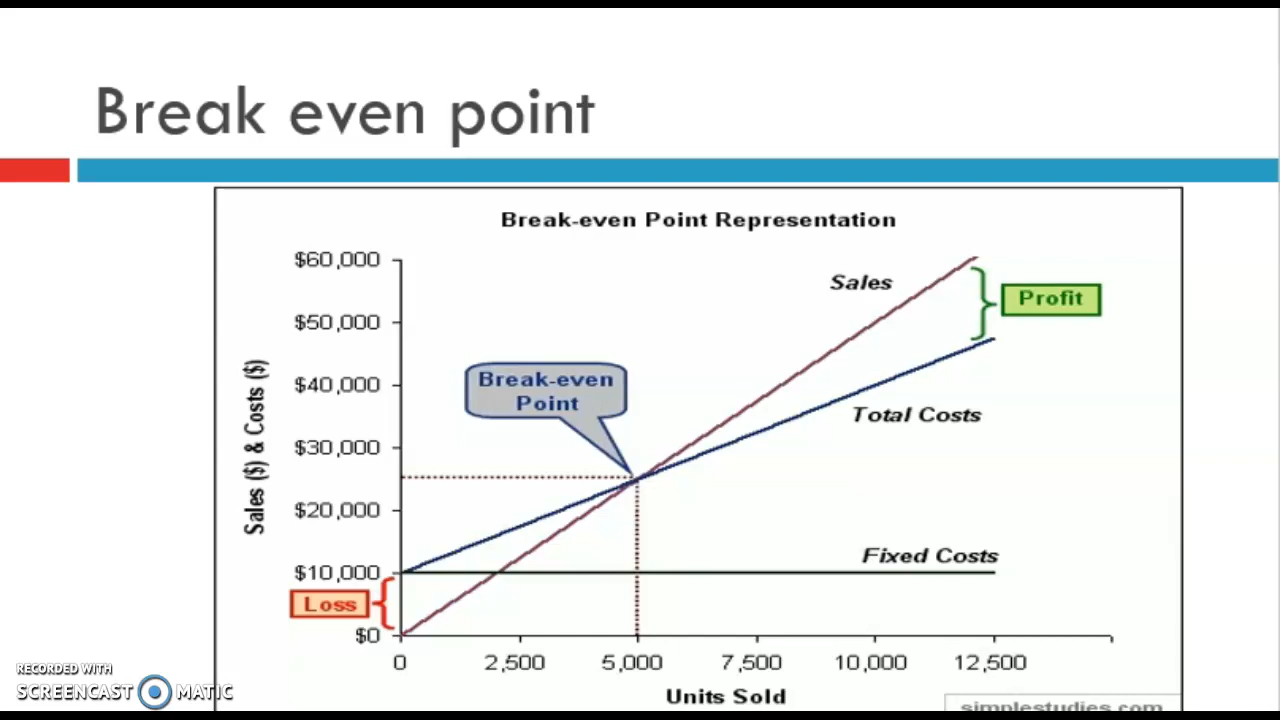 Break even point
Break-even Point Representation
$60,000
$50,000
$40,000
$30,000
$20,000
$10,000
$0
Sales ($) & Costs ($)
Sales
Profit
Break-even
Point
Total Costs
Fixed Costs
Loss
0 2,500 5,000 7,500 10,000 12,500
Units Sold
simplestudies.com
RECORDED WITH
SCREENCAST MATIC